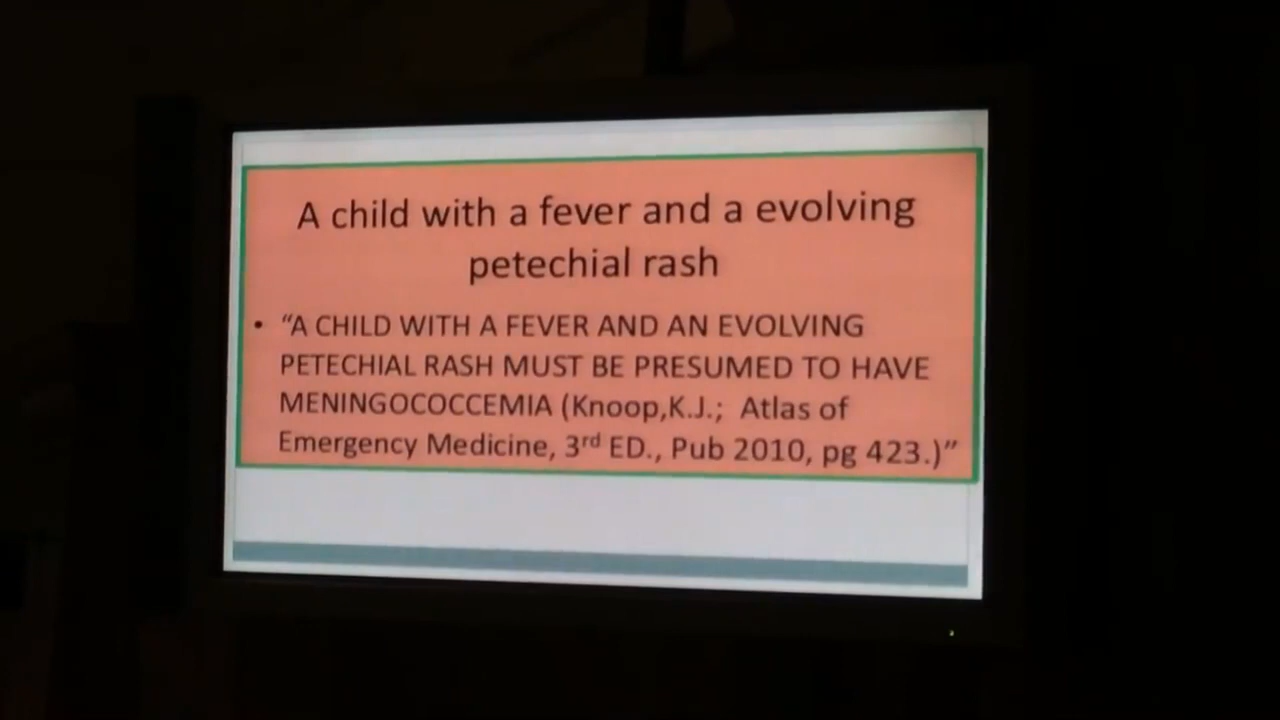 A child with a fever and a evolving
petechial rash
• “A CHILD WITH A FEVER AND AN EVOLVING
PETECHIAL RASH MUST BE PRESUMED TO HAVE
MENINGOCOCCEMIA (Knoop,K.J.; Atlas of
Emergency Medicine, 3rd ED., Pub 2010, pg 423.)”